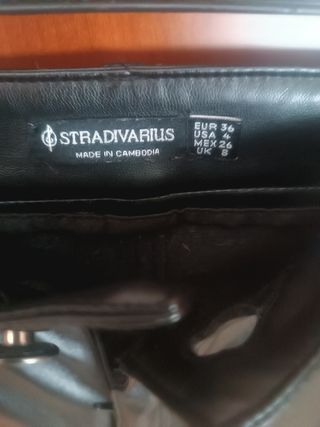 STRADIVARIUS
MADE IN CAMBODIA
EUR 36
USA 4
MEX 26
UK 8